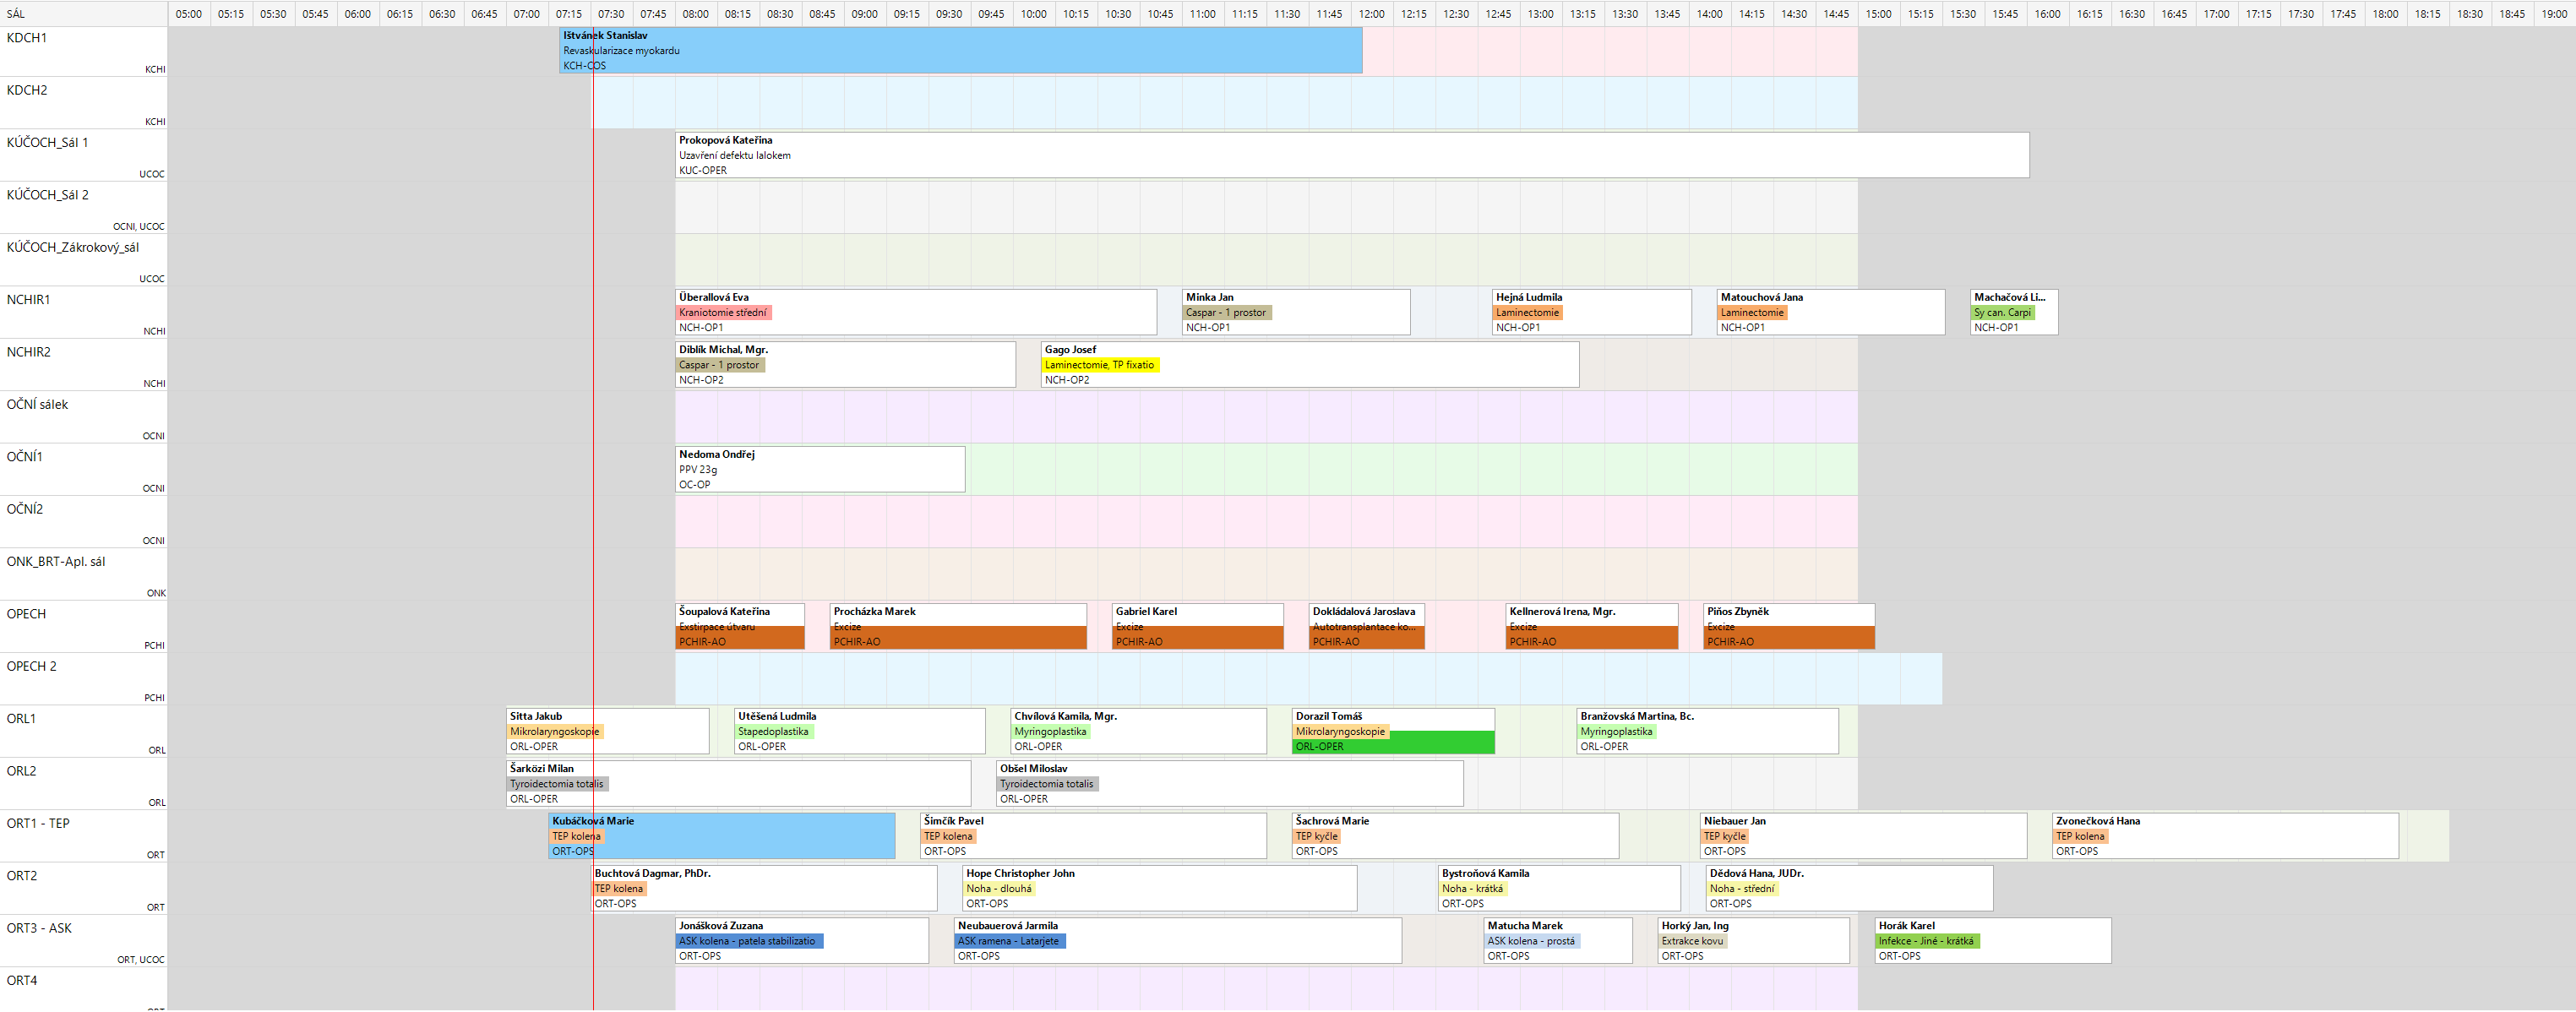 SÁL 05:00 05:15 05:30 05:45 06:00 06:15 06:30 06:45 07:00 07:15 07:30 07:45 08:00 08:15 08:30 08:45 09:00 09:15 09:30 09:45 10:00 10:15 10:30 10:45 11:00 11:15 11:30 11:45 12:00 12:15 12:30 12:45 13:00 13:15 13:30 13:45 14:00 14:15 14:30 14:45 15:00 15:15 15:30 15:45 16:00 16:15 16:30 16:45 17:00 17:15 17:30 17:45 18:00 18:15 18:30 18:45 19:00
KDCH1
KCHI
Ištvánek Stanislav
Revaskularizace myokardu
KCH-COS
KDCH2
KCHI
KÚČOCH_Sál 1
UCOC
Prokopová Kateřina
Uzavření defektu lalokem
KUC-OPER
KÚČOCH_Sál 2
OCNI, UCOC
KÚČOCH_Zákrokový_sál
UCOC
NCHIR1
NCHI
Überallová Eva
Kraniotomie střední
NCH-OP1
Minka Jan
Caspar - 1 prostor
NCH-OP1
Hejná Ludmila
Laminectomie
NCH-OP1
Matouchová Jana
Laminectomie
NCH-OP1
Machačová Li...
Sy can. Carpi
NCH-OP1
NCHIR2
NCHI
Diblík Michal, Mgr.
Caspar - 1 prostor
NCH-OP2
Gago Josef
Laminectomie, TP fixatio
NCH-OP2
OČNÍ sálek
OCNI
OČNÍ1
OCNI
Nedoma Ondřej
PPV 23g
OC-OP
OČNÍ2
OCNI
ONK_BRT-Apl. sál
ONK
OPECH
PCHI
Šoupalová Kateřina
Exstirpace útvaru
PCHIR-AO
Procházka Marek
Excize
PCHIR-AO
Gabriel Karel
Excize
PCHIR-AO
Dokládalová Jaroslava
Autotransplantace ko...
PCHIR-AO
Kellnerová Irena, Mgr.
Excize
PCHIR-AO
Piňos Zbyněk
Excize
PCHIR-AO
OPECH 2
PCHI
ORL1
ORL
Sitta Jakub
Mikrolaryngoskopie
ORL-OPER
Utěšená Ludmila
Stapedoplastika
ORL-OPER
Chvílová Kamila, Mgr.
Myringoplastika
ORL-OPER
Dorazil Tomáš
Mikrolaryngoskopie
ORL-OPER
Branžovská Martina, Bc.
Myringoplastika
ORL-OPER
ORL2
ORL
Šarközi Milan
Tyroidectomia totalis
ORL-OPER
Obšel Miloslav
Tyroidectomia totalis
ORL-OPER
ORT1 - TEP
ORT
Kubáčková Marie
TEP kolena
ORT-OPS
Šimčík Pavel
TEP kolena
ORT-OPS
Šachrová Marie
TEP kyčle
ORT-OPS
Niebauer Jan
TEP kyčle
ORT-OPS
Zvonečková Hana
TEP kolena
ORT-OPS
ORT2
ORT
Buchtová Dagmar, PhDr.
TEP kolena
ORT-OPS
Hope Christopher John
Noha - dlouhá
ORT-OPS
Bystroňová Kamila
Noha - krátká
ORT-OPS
Dědová Hana, JUDr.
Noha - střední
ORT-OPS
ORT3 - ASK
ORT, UCOC
Jonášková Zuzana
ASK kolena - patela stabilizatio
ORT-OPS
Neubauerová Jarmila
ASK ramena - Latarjete
ORT-OPS
Matucha Marek
ASK kolena - prostá
ORT-OPS
Horký Jan, Ing
Extrakce kovu
ORT-OPS
Horák Karel
Infekce - Jiné - krátká
ORT-OPS
ORT4